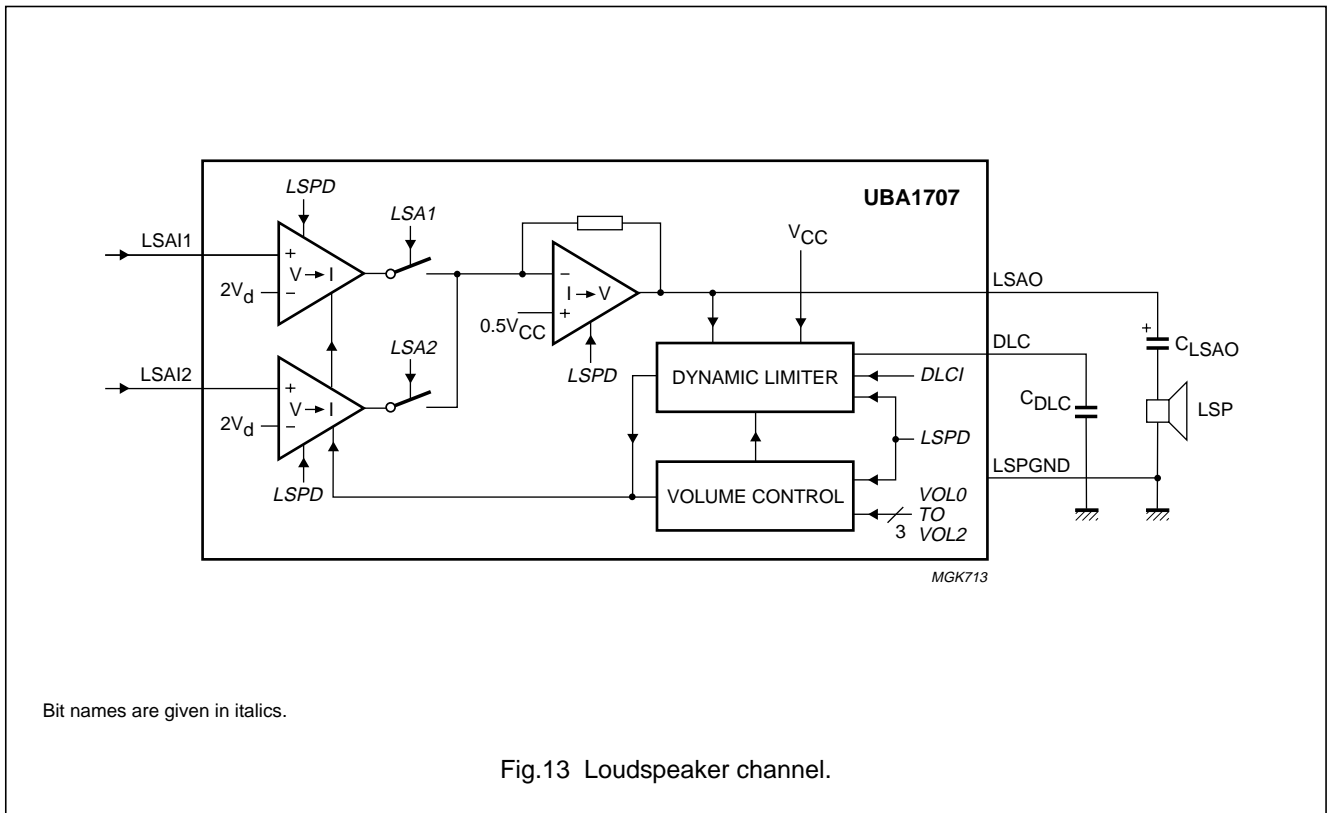 UBA1707
LSPD
LSA1
VCC
LSAI1
+
V → I
2Vd
−
LSAO
−
I → V
+
0.5VCC
LSPD
DLC
+
CLSAO
LSA2
LSAI2
+
V → I
2Vd
−
LSPD
DYNAMIC LIMITER
DLCI
CDLC
LSP
LSPD
LSPGND
VOLUME CONTROL
VOL0
TO
VOL2
3
MGK713
Bit names are given in italics.
Fig.13 Loudspeaker channel.